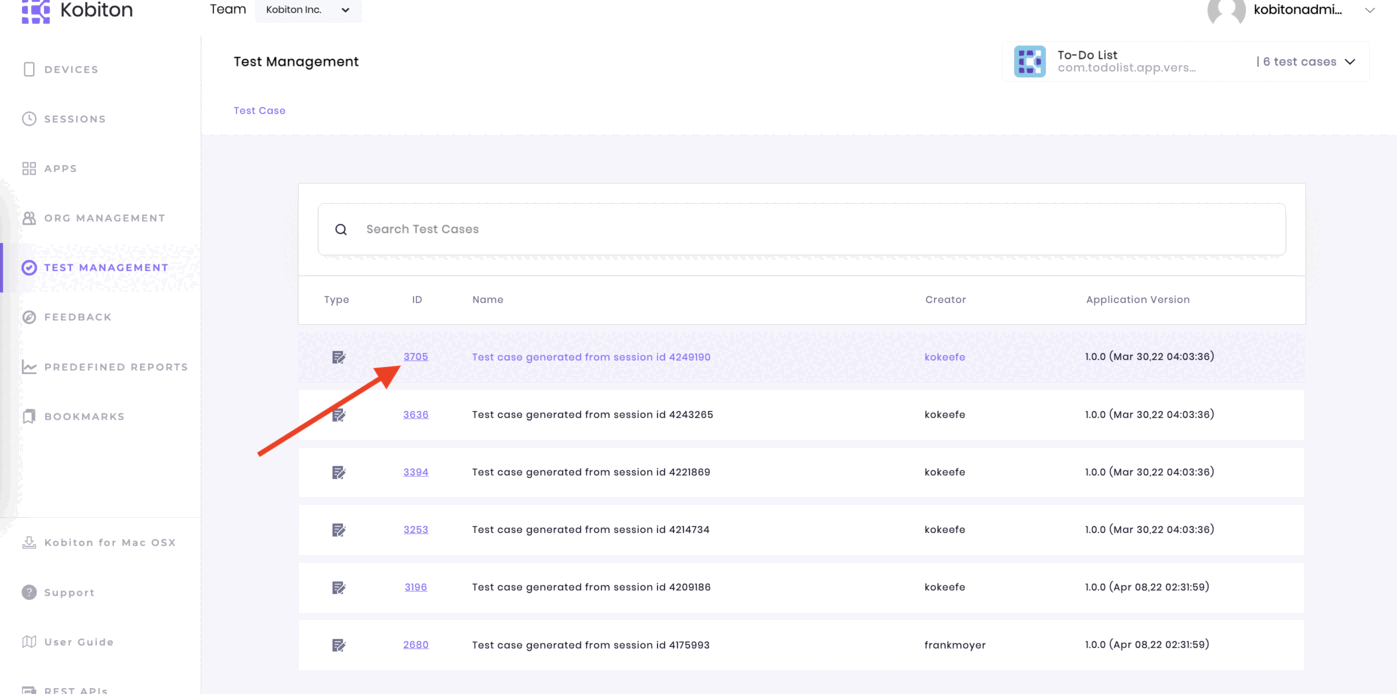 Kobiton
Team Kobiton Inc.
kobitonadmi...
DEVICES
SESSIONS
APPS
ORG MANAGEMENT
TEST MANAGEMENT
FEEDBACK
PREDEFINED REPORTS
BOOKMARKS
Kobiton for Mac OSX
Support
User Guide
REST APIs
Test Management
To-Do List
com.todolist.app.vers...
| 6 test cases
Test Case
Search Test Cases
Type ID Name Creator Application Version
3705 Test case generated from session id 4249190 kokeefe 1.0.0 (Mar 30,22 04:03:36)
3636 Test case generated from session id 4243265 kokeefe 1.0.0 (Mar 30,22 04:03:36)
3394 Test case generated from session id 4221869 kokeefe 1.0.0 (Mar 30,22 04:03:36)
3253 Test case generated from session id 4214734 kokeefe 1.0.0 (Mar 30,22 04:03:36)
3196 Test case generated from session id 4209186 kokeefe 1.0.0 (Apr 08,22 02:31:59)
2680 Test case generated from session id 4175993 frankmoyer 1.0.0 (Apr 08,22 02:31:59)